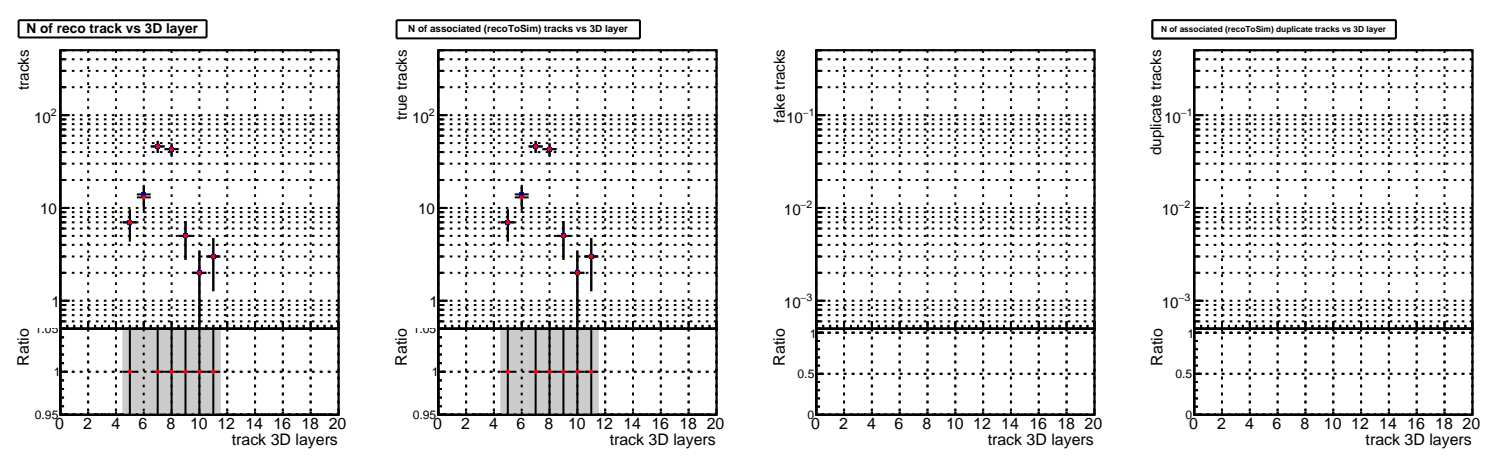 N of reco track vs 3D layer
tracks
10²
10
1
Ratio
1.05
1
0.95
0 2 4 6 8 10 12 14 16 18 20
track 3D layers
N of associated (recoToSim) tracks vs 3D layer
true tracks
10²
10
1
Ratio
1.05
1
0.95
0 2 4 6 8 10 12 14 16 18 20
track 3D layers
fake tracks
10⁻¹
10⁻²
10⁻³
Ratio
1
0.5
0
0 2 4 6 8 10 12 14 16 18 20
track 3D layers
N of associated (recoToSim) duplicate tracks vs 3D layer
duplicate tracks
10⁻¹
10⁻²
10⁻³
Ratio
1
0.5
0
0 2 4 6 8 10 12 14 16 18 20
track 3D layers